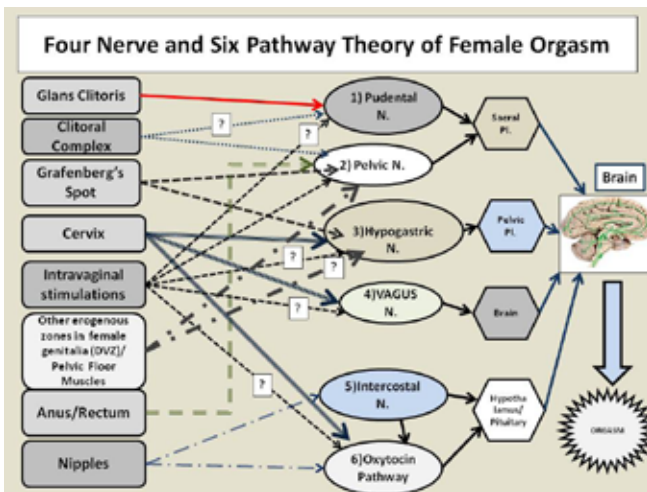 Four Nerve and Six Pathway Theory of Female Orgasm
Glans Clitoris
Clitoral
Complex
Grafenberg's
Spot
Cervix
Intravaginal
stimulations
Other erogenous
zones in female
genitalia (DVZ)/
Pelvic Floor
Muscles
Anus/Rectum
Nipples
?
?
?
?
?
?
?
1) Pudental
N.
2) Pelvic N.
3)Hypogastric
N.
4)VAGUS
N.
5)Intercostal
N.
6)Oxytocin
Pathway
Sacral
Pl.
Pelvic
Pl.
Brain
Hypotha
lamus/
Pituitary
Brain
ORGASM